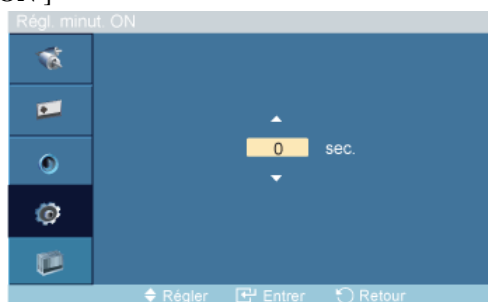 ON ]
Régl. minut. ON
0 sec.
Régler Entrer Retour